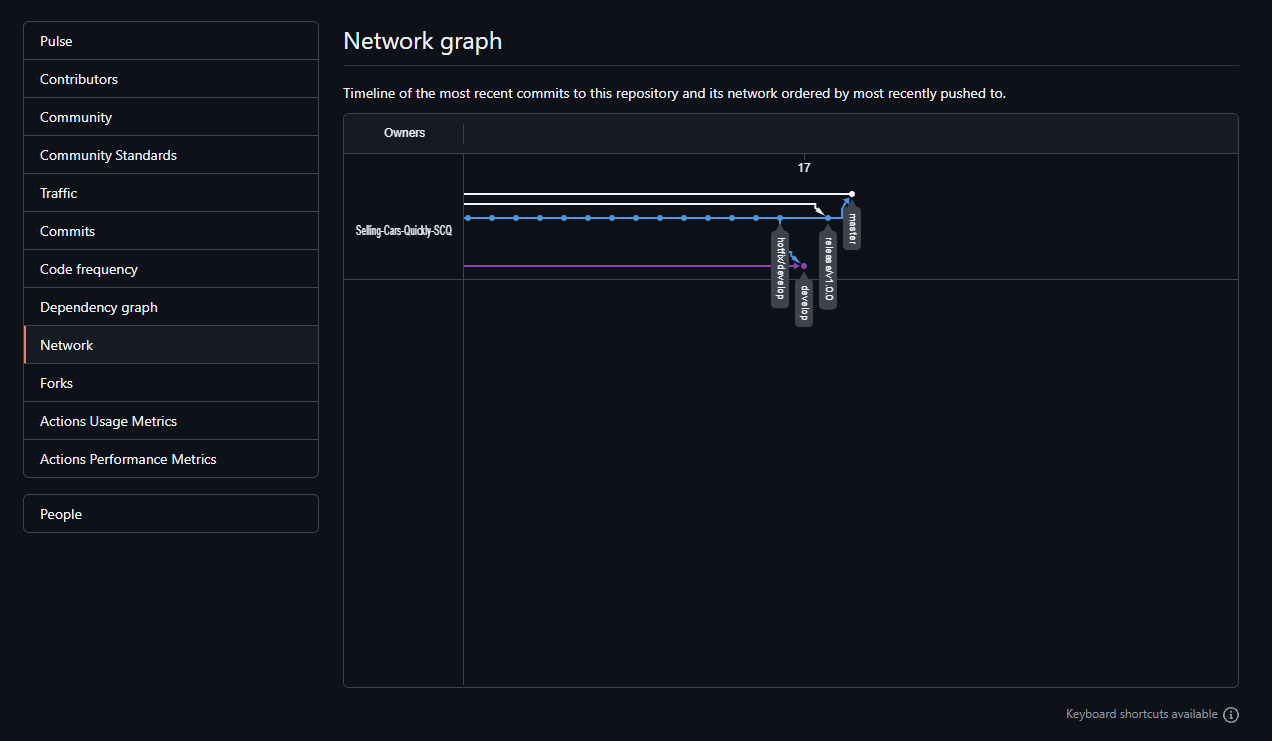 Pulse
Contributors
Community
Community Standards
Traffic
Commits
Code frequency
Dependency graph
Network
Forks
Actions Usage Metrics
Actions Performance Metrics
People
Network graph
Timeline of the most recent commits to this repository and its network ordered by most recently pushed to.
Owners
17
Selling-Cars-Quickly-SCQ
hotfix/develop
develop
release/v1.0.0
master
Keyboard shortcuts available